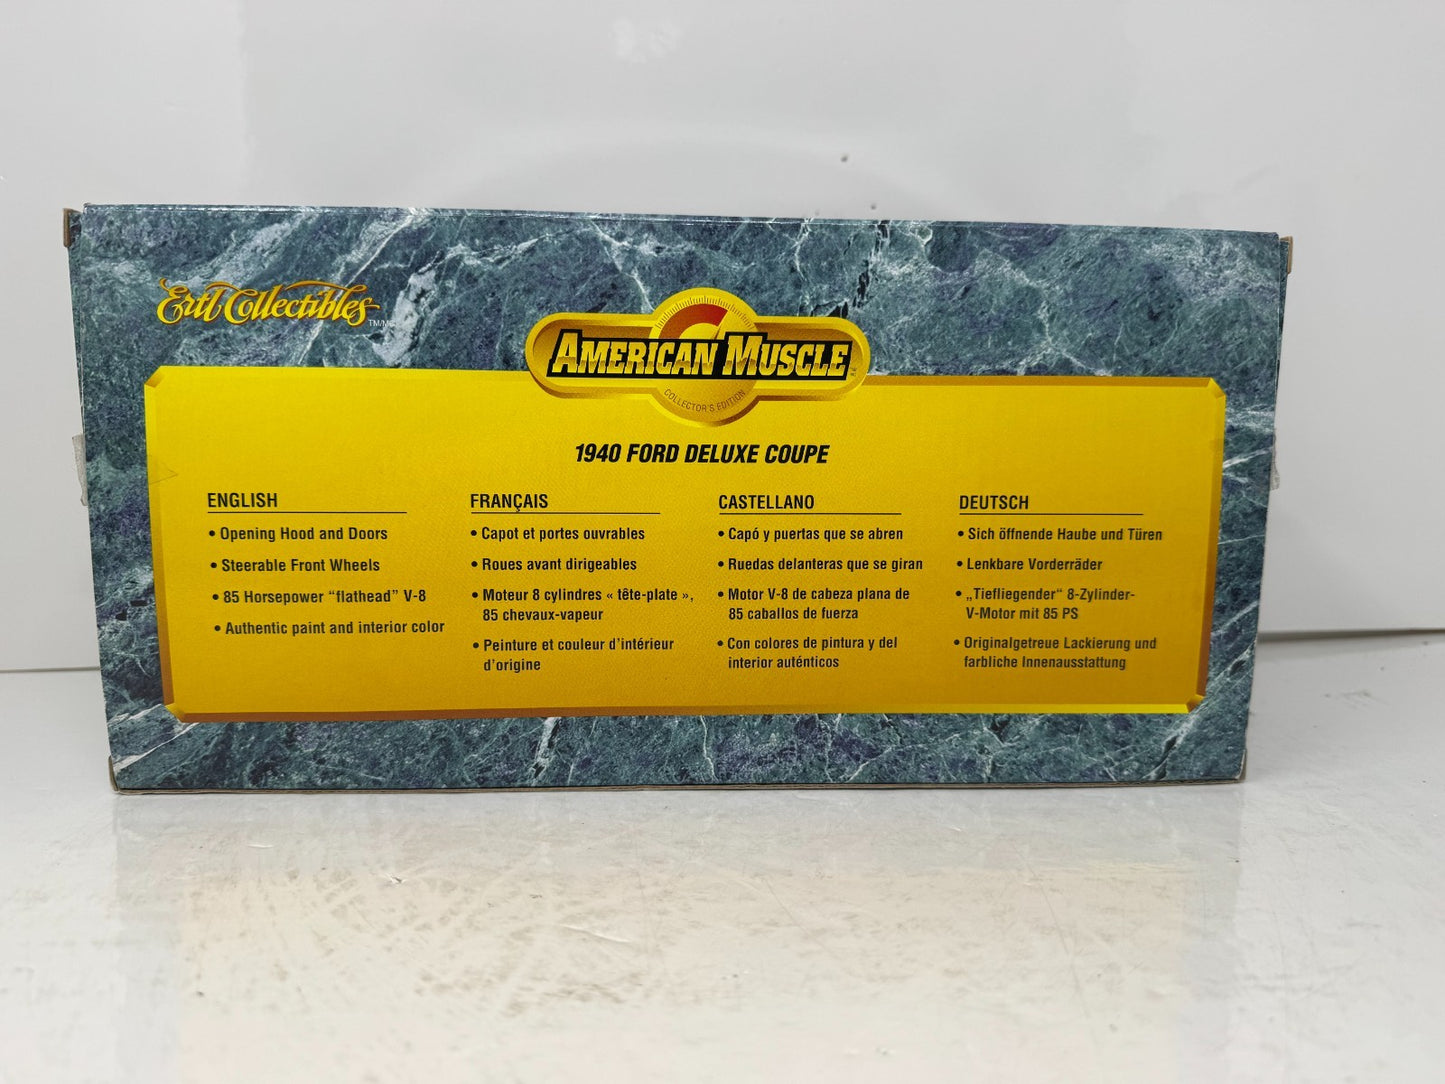 Ertl Collectibles
AMERICAN MUSCLE
COLLECTOR'S EDITION
1940 FORD DELUXE COUPE
ENGLISH
• Opening Hood and Doors
• Steerable Front Wheels
• 85 Horsepower "flathead" V-8
• Authentic paint and interior color
FRANÇAIS
• Capot et portes ouvrables
• Roues avant dirigeables
• Moteur 8 cylindres « tête-plate »,
85 chevaux-vapeur
• Peinture et couleur d'intérieur
d'origine
CASTELLANO
• Capó y puertas que se abren
• Ruedas delanteras que se giran
• Motor V-8 de cabeza plana de
85 caballos de fuerza
• Con colores de pintura y del
interior auténticos
DEUTSCH
• Sich öffnende Haube und Türen
• Lenkbare Vorderräder
• „Tiefliegender" 8-Zylinder-
V-Motor mit 85 PS
• Originalgetreue Lackierung und
farbliche Innenausstattung